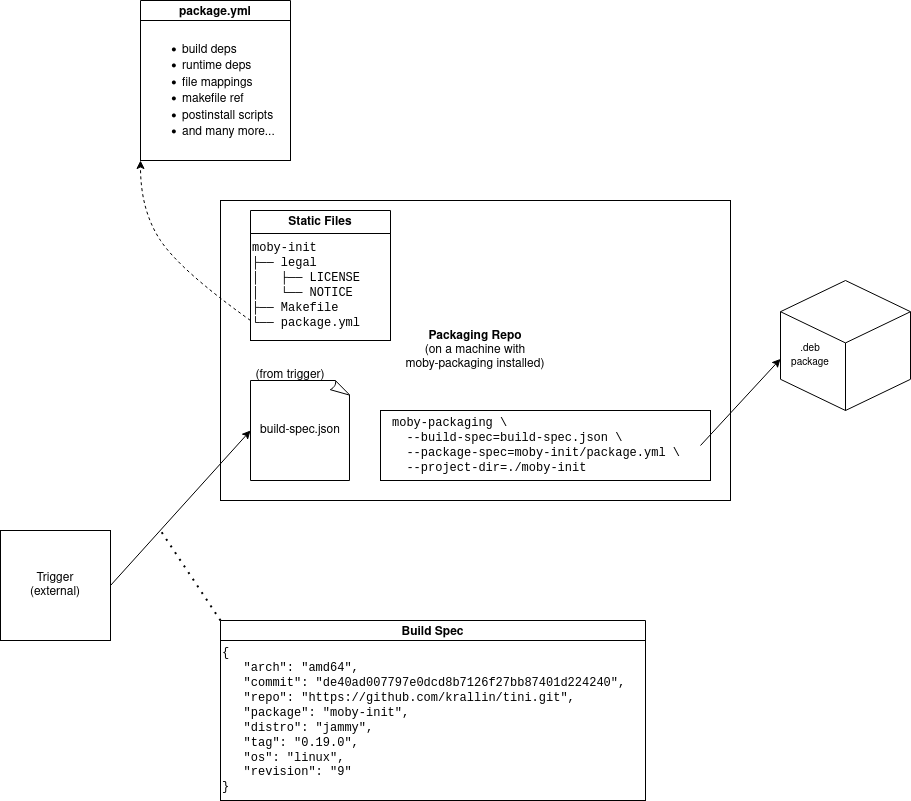 package.yml
• build deps
• runtime deps
• file mappings
• makefile ref
• postinstall scripts
• and many more...
Static Files
moby-init
├── legal
│   ├── LICENSE
│   └── NOTICE
├── Makefile
└── package.yml
Packaging Repo
(on a machine with
moby-packaging installed)
.deb
package
(from trigger)
build-spec.json
moby-packaging \
  --build-spec=build-spec.json \
  --package-spec=moby-init/package.yml \
  --project-dir=./moby-init
Trigger
(external)
Build Spec
{
   "arch": "amd64",
   "commit": "de40ad007797e0dcd8b7126f27bb87401d224240",
   "repo": "https://github.com/krallin/tini.git",
   "package": "moby-init",
   "distro": "jammy",
   "tag": "0.19.0",
   "os": "linux",
   "revision": "9"
}